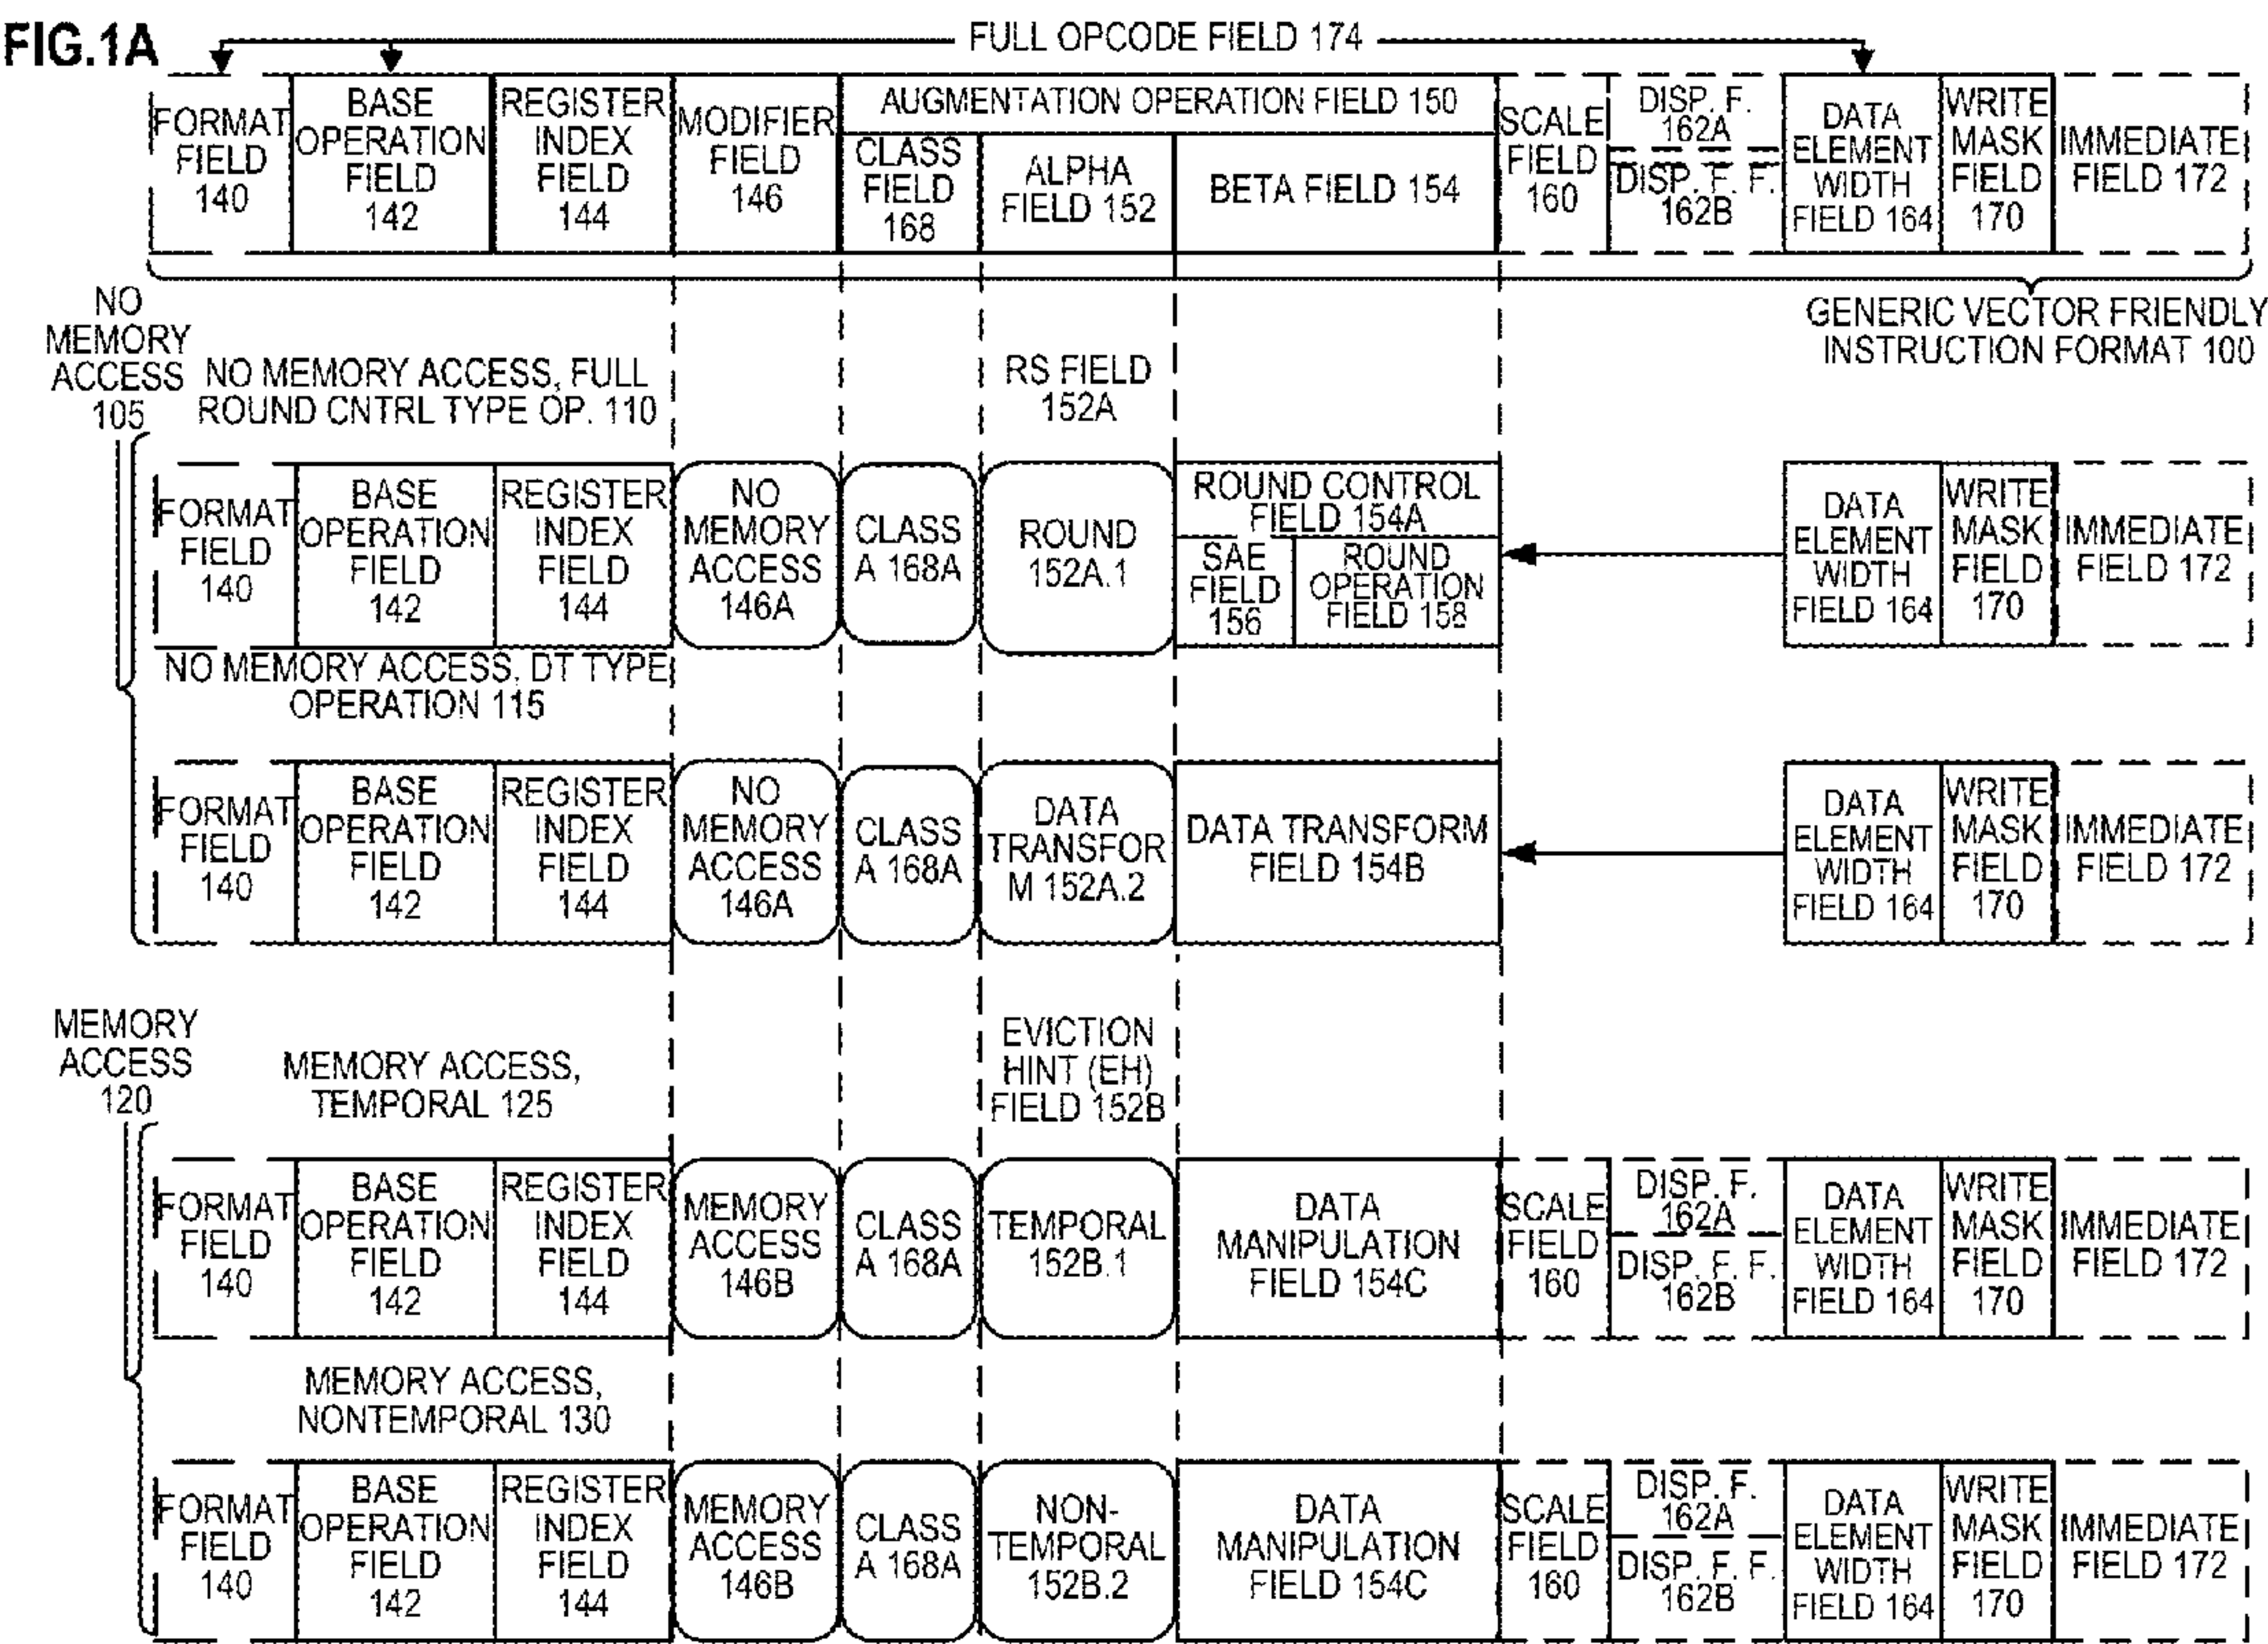 FIG.1A
FULL OPCODE FIELD 174
FORMAT
FIELD
140
BASE
OPERATION
FIELD
142
REGISTER
INDEX
FIELD
144
MODIFIER
FIELD
146
AUGMENTATION OPERATION FIELD 150
CLASS
FIELD
168
ALPHA
FIELD 152
BETA FIELD 154
SCALE
FIELD
160
DISP. F.
162A
DISP. F. F.
162B
DATA
ELEMENT
WIDTH
FIELD 164
WRITE
MASK
FIELD
170
IMMEDIATE
FIELD 172
GENERIC VECTOR FRIENDLY
INSTRUCTION FORMAT 100
NO
MEMORY
ACCESS
105
NO MEMORY ACCESS, FULL
ROUND CNTRL TYPE OP. 110
RS FIELD
152A
FORMAT
FIELD
140
BASE
OPERATION
FIELD
142
REGISTER
INDEX
FIELD
144
NO
MEMORY
ACCESS
146A
CLASS
A 168A
ROUND
152A.1
ROUND CONTROL
FIELD 154A
SAE
FIELD
156
ROUND
OPERATION
FIELD 158
DATA
ELEMENT
WIDTH
FIELD 164
WRITE
MASK
FIELD
170
IMMEDIATE
FIELD 172
NO MEMORY ACCESS, DT TYPE
OPERATION 115
FORMAT
FIELD
140
BASE
OPERATION
FIELD
142
REGISTER
INDEX
FIELD
144
NO
MEMORY
ACCESS
146A
CLASS
A 168A
DATA
TRANSFOR
M 152A.2
DATA TRANSFORM
FIELD 154B
DATA
ELEMENT
WIDTH
FIELD 164
WRITE
MASK
FIELD
170
IMMEDIATE
FIELD 172
MEMORY
ACCESS
120
MEMORY ACCESS,
TEMPORAL 125
EVICTION
HINT (EH)
FIELD 152B
FORMAT
FIELD
140
BASE
OPERATION
FIELD
142
REGISTER
INDEX
FIELD
144
MEMORY
ACCESS
146B
CLASS
A 168A
TEMPORAL
152B.1
DATA
MANIPULATION
FIELD 154C
SCALE
FIELD
160
DISP. F.
162A
DISP. F. F.
162B
DATA
ELEMENT
WIDTH
FIELD 164
WRITE
MASK
FIELD
170
IMMEDIATE
FIELD 172
MEMORY ACCESS,
NONTEMPORAL 130
FORMAT
FIELD
140
BASE
OPERATION
FIELD
142
REGISTER
INDEX
FIELD
144
MEMORY
ACCESS
146B
CLASS
A 168A
NON-
TEMPORAL
152B.2
DATA
MANIPULATION
FIELD 154C
SCALE
FIELD
160
DISP. F.
162A
DISP. F. F.
162B
DATA
ELEMENT
WIDTH
FIELD 164
WRITE
MASK
FIELD
170
IMMEDIATE
FIELD 172